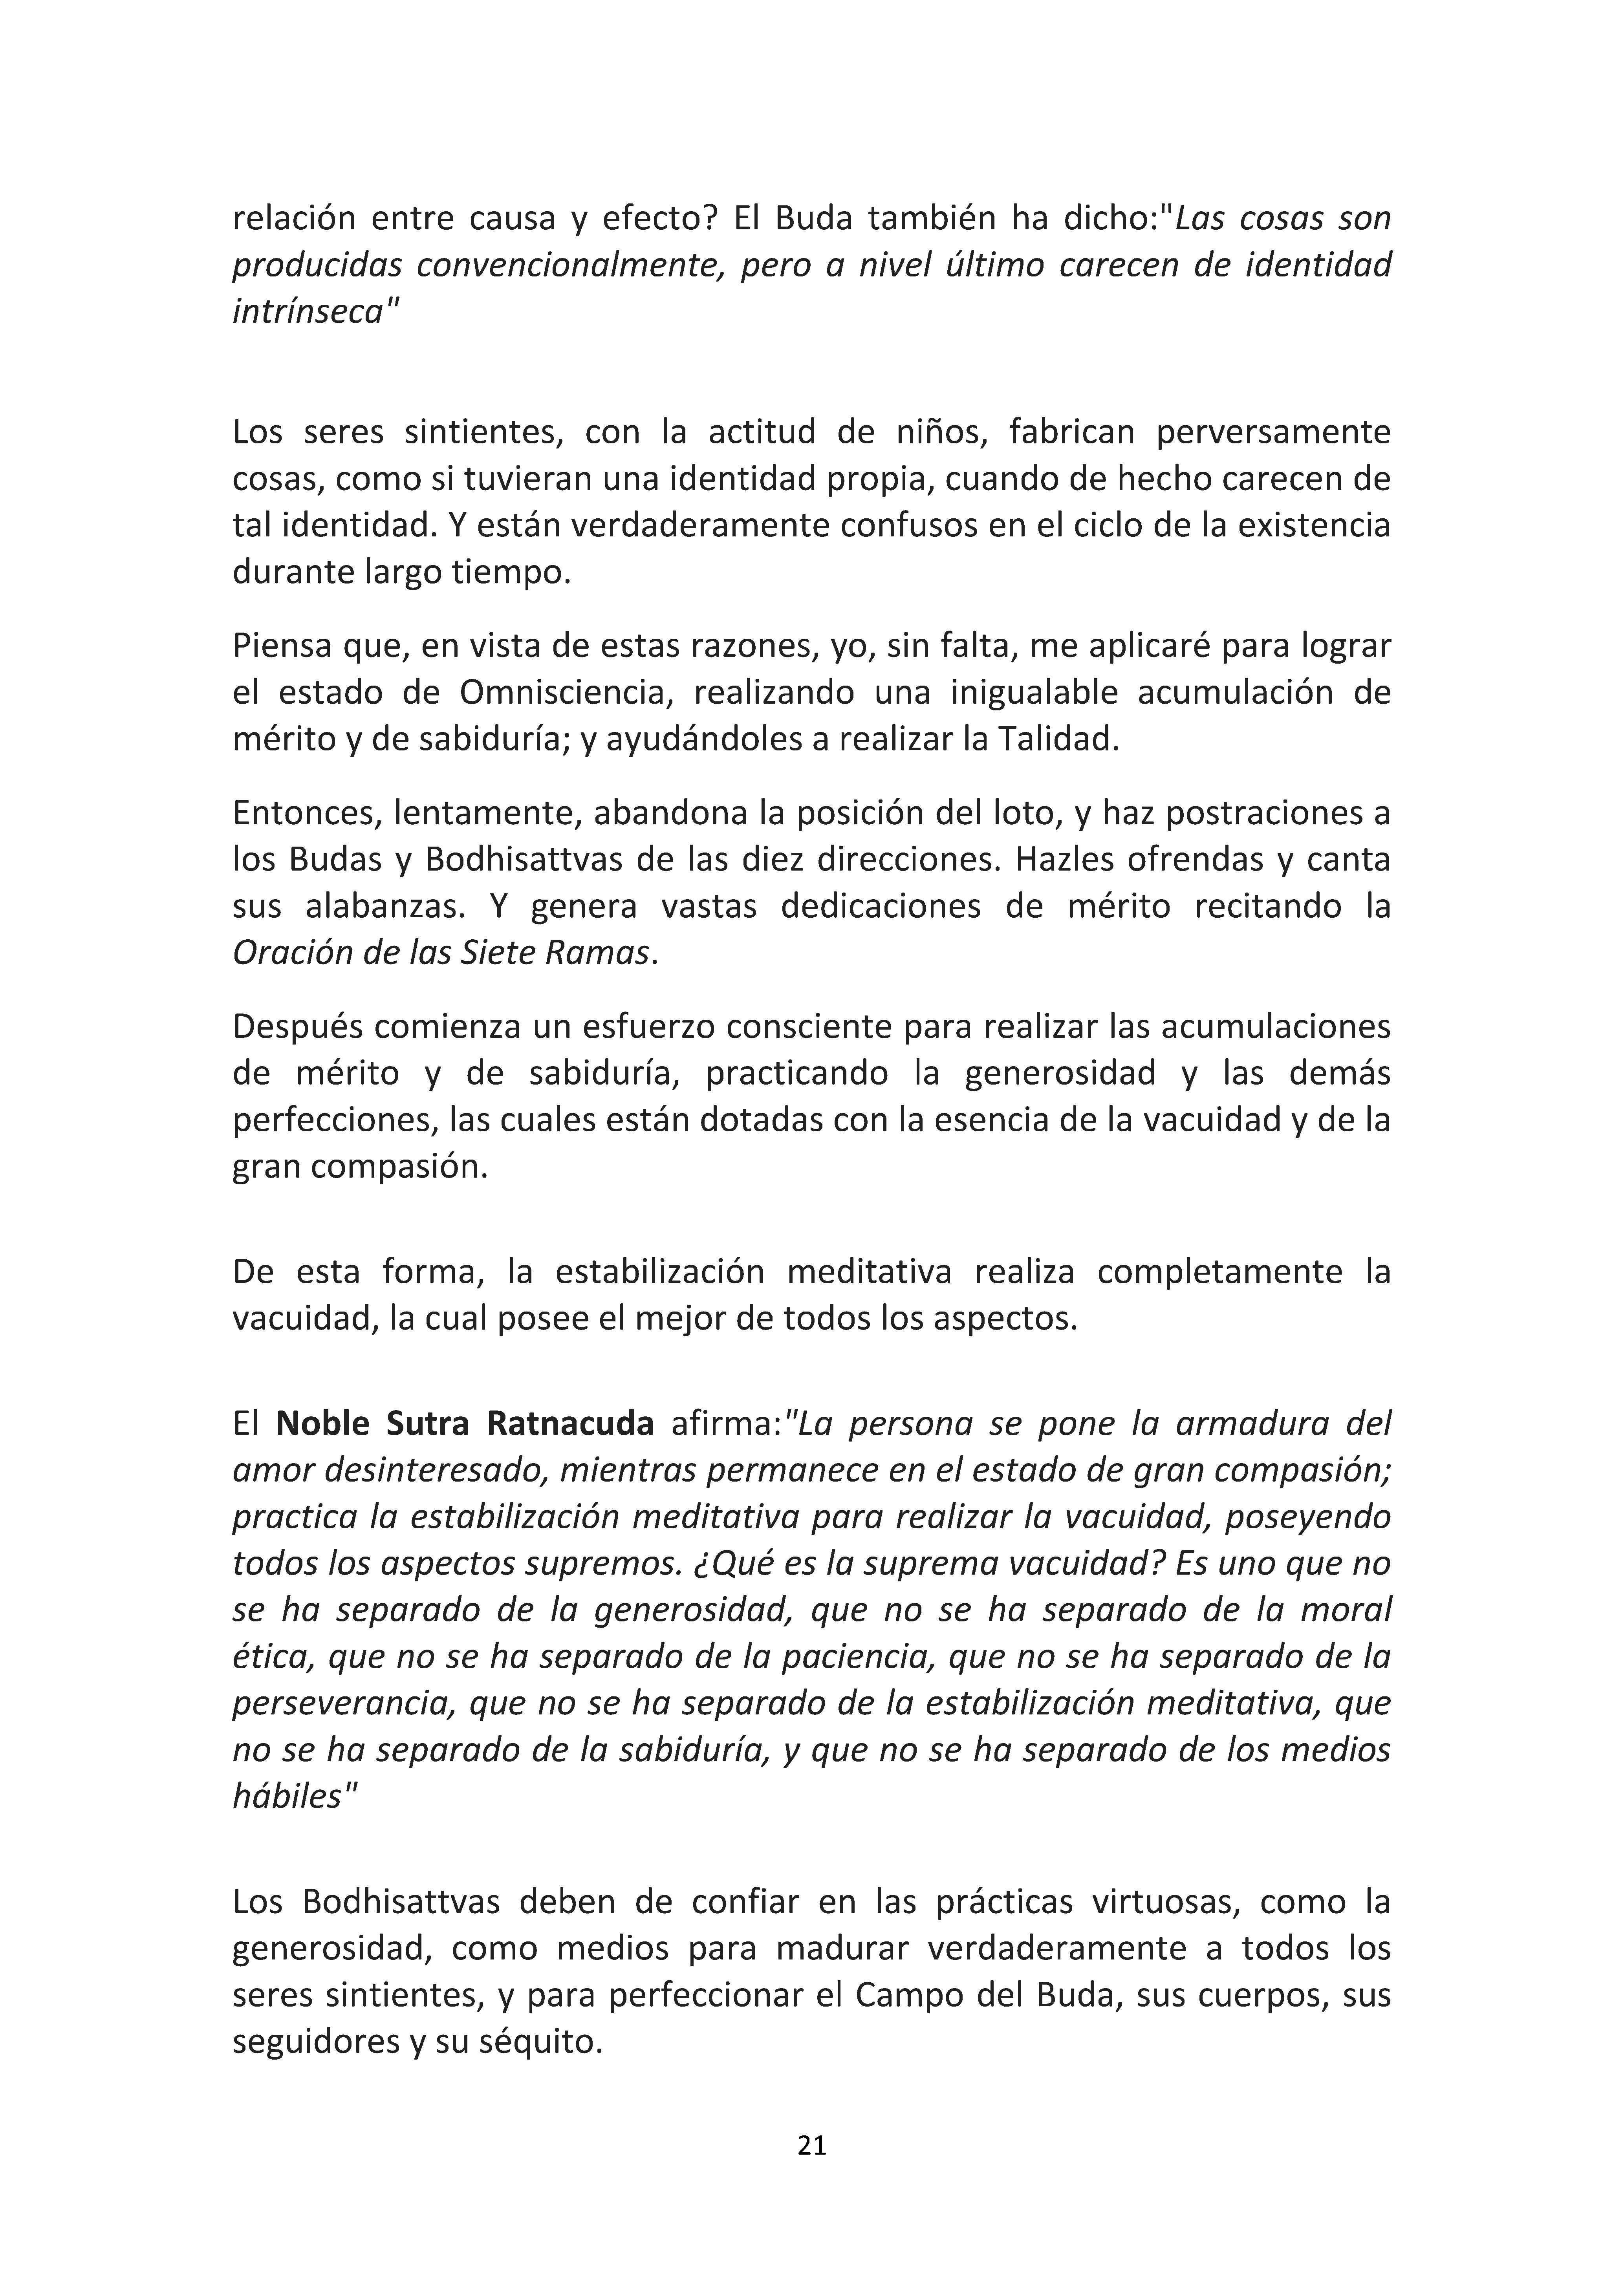 relación entre causa y efecto? El Buda también ha dicho:"Las cosas son
producidas convencionalmente, pero a nivel último carecen de identidad
intrínseca"
Los seres sintientes, con la actitud de niños, fabrican perversamente
cosas, como si tuvieran una identidad propia, cuando de hecho carecen de
tal identidad. Y están verdaderamente confusos en el ciclo de la existencia
durante largo tiempo.
Piensa que, en vista de estas razones, yo, sin falta, me aplicaré para lograr
el estado de Omnisciencia, realizando una inigualable acumulación de
mérito y de sabiduría; y ayudándoles a realizar la Talidad.
Entonces, lentamente, abandona la posición del loto, y haz postraciones a
los Budas y Bodhisattvas de las diez direcciones. Hazles ofrendas y canta
sus alabanzas. Y genera vastas dedicaciones de mérito recitando la
Oración de las Siete Ramas.
Después comienza un esfuerzo consciente para realizar las acumulaciones
de mérito y de sabiduría, practicando la generosidad y las demás
perfecciones, las cuales están dotadas con la esencia de la vacuidad y de la
gran compasión.
De esta forma, la estabilización meditativa realiza completamente la
vacuidad, la cual posee el mejor de todos los aspectos.
El Noble Sutra Ratnacuda afirma:"La persona se pone la armadura del
amor desinteresado, mientras permanece en el estado de gran compasión;
practica la estabilización meditativa para realizar la vacuidad, poseyendo
todos los aspectos supremos. ¿Qué es la suprema vacuidad? Es uno que no
se ha separado de la generosidad, que no se ha separado de la moral
ética, que no se ha separado de la paciencia, que no se ha separado de la
perseverancia, que no se ha separado de la estabilización meditativa, que
no se ha separado de la sabiduría, y que no se ha separado de los medios
hábiles"
Los Bodhisattvas deben de confiar en las prácticas virtuosas, como la
generosidad, como medios para madurar verdaderamente a todos los
seres sintientes, y para perfeccionar el Campo del Buda, sus cuerpos, sus
seguidores y su séquito.
21